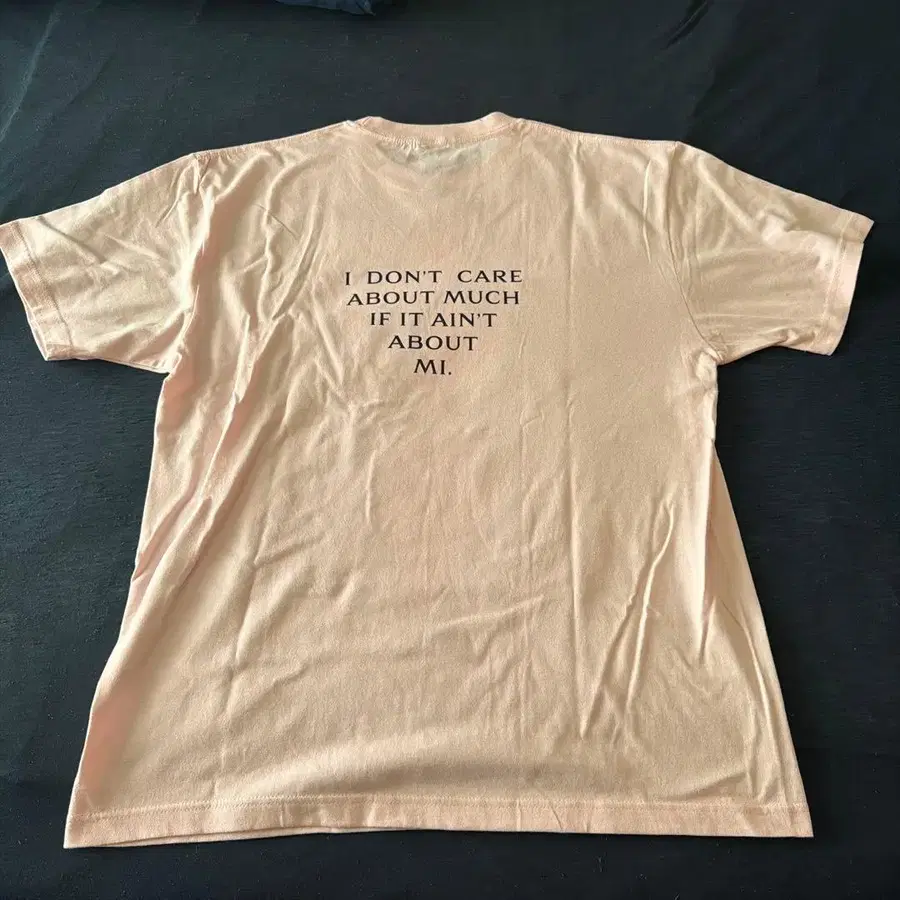 I DON'T CARE
ABOUT MUCH
IF IT AIN'T
ABOUT
MI.